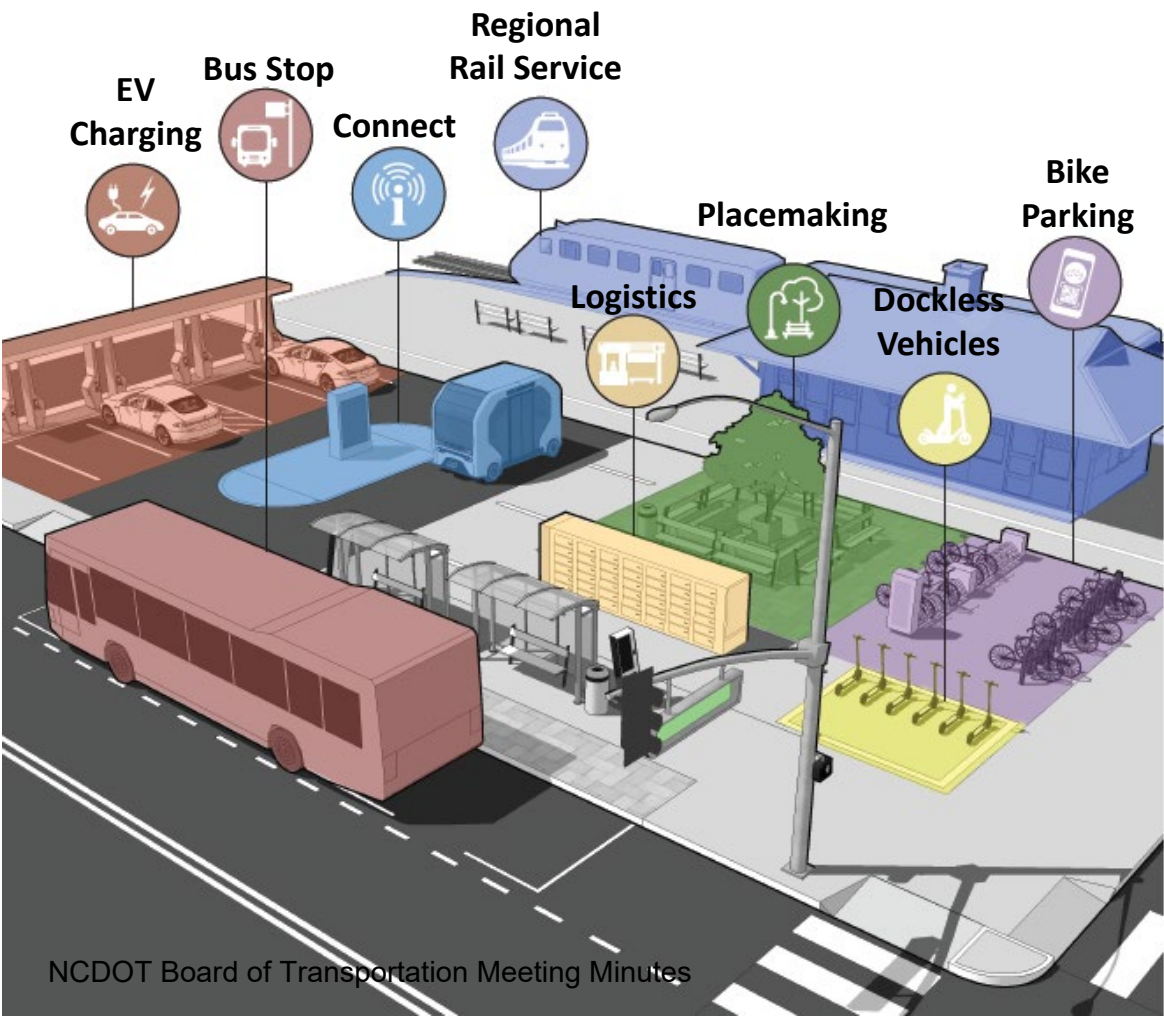 Regional
Rail Service
Bus Stop
EV
Charging
Connect
Bike
Parking
Placemaking
Logistics
Dockless
Vehicles
NCDOT Board of Transportation Meeting Minutes